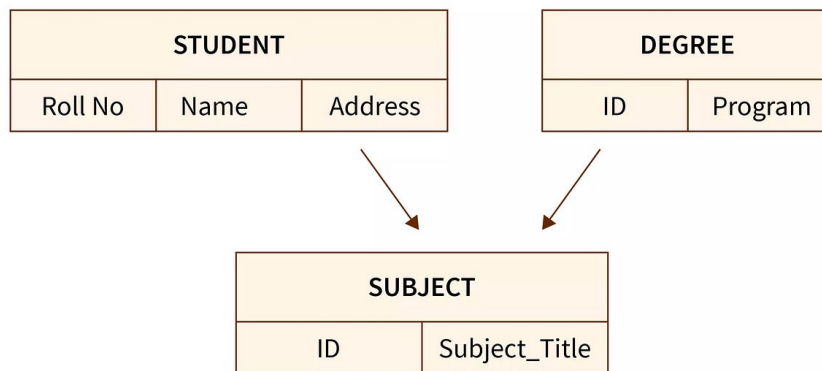 STUDENT
Roll No Name Address
DEGREE
ID Program
SUBJECT
ID Subject_Title